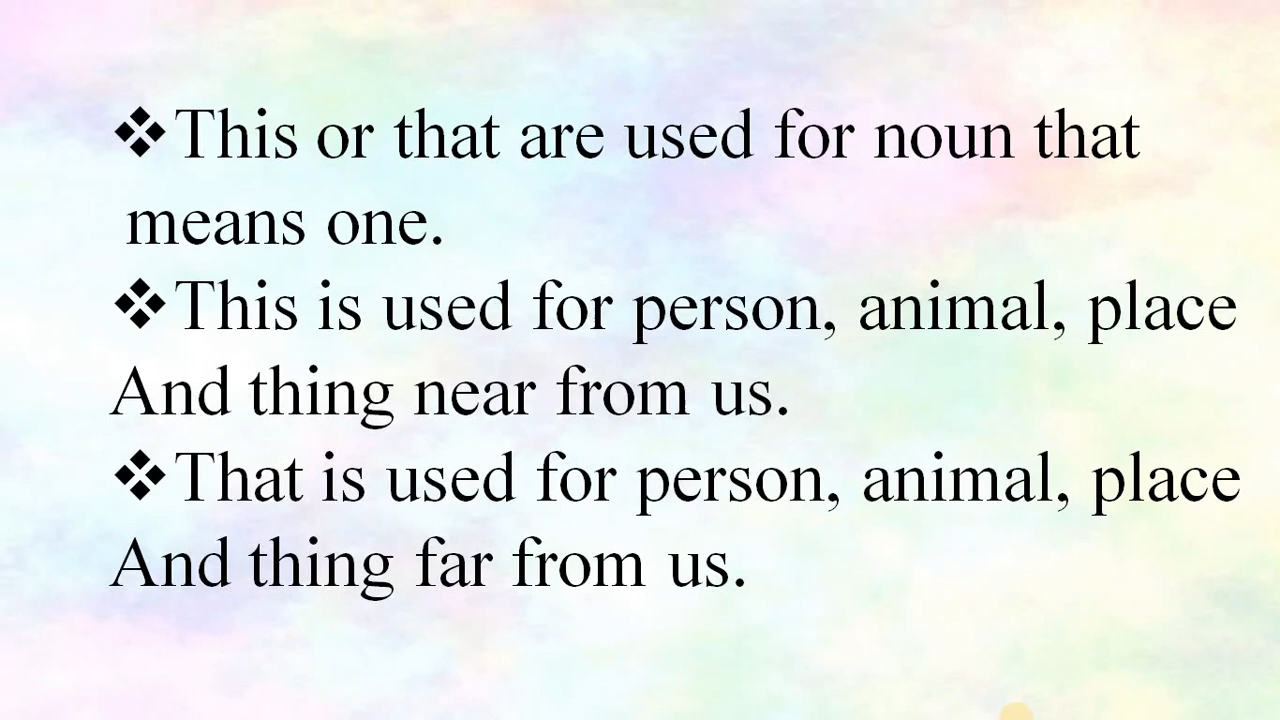 ❖This or that are used for noun that
means one.
❖This is used for person, animal, place
And thing near from us.
❖That is used for person, animal, place
And thing far from us.